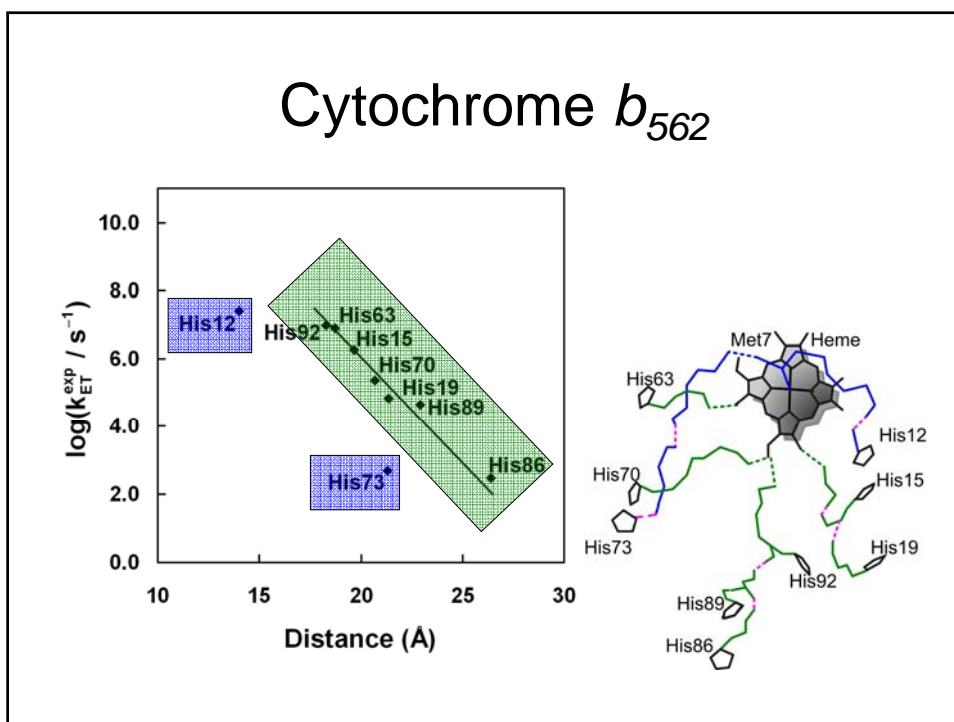 Cytochrome b562
log(k_ET^exp / s⁻¹)
10.0
8.0
6.0
4.0
2.0
0.0
10
15
20
25
30
Distance (Å)
His12
His63
His92
His15
His70
His19
His89
His86
His73
Met7
Heme
His63
His12
His70
His15
His73
His19
His92
His89
His86